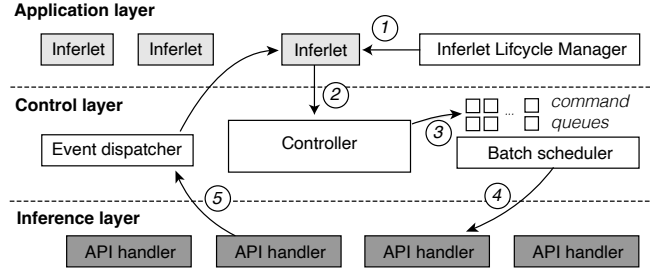 Application layer
Inferlet
Inferlet
Inferlet
1
Inferlet Lifcycle Manager
2
Control layer
command
queues
...
3
Event dispatcher
Controller
Batch scheduler
5
4
Inference layer
API handler
API handler
API handler
API handler